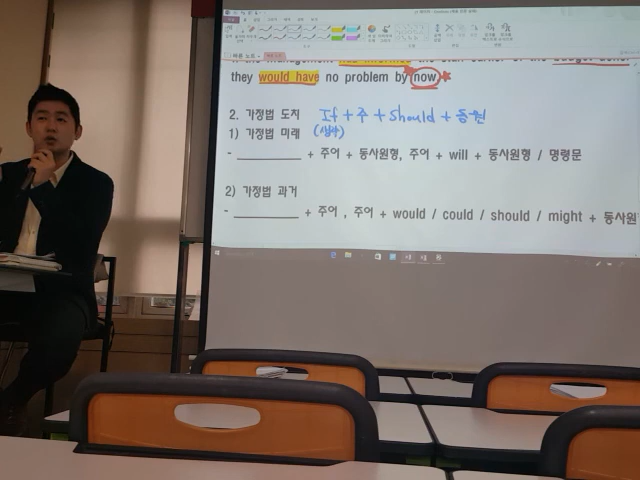 they would have no problem by now
2. 가정법 도치 If + 주 + should + 동원
1) 가정법 미래 (생략)
- ________ + 주어 + 동사원형, 주어 + will + 동사원형 / 명령문
2) 가정법 과거
- ________ + 주어 , 주어 + would / could / should / might + 동사원